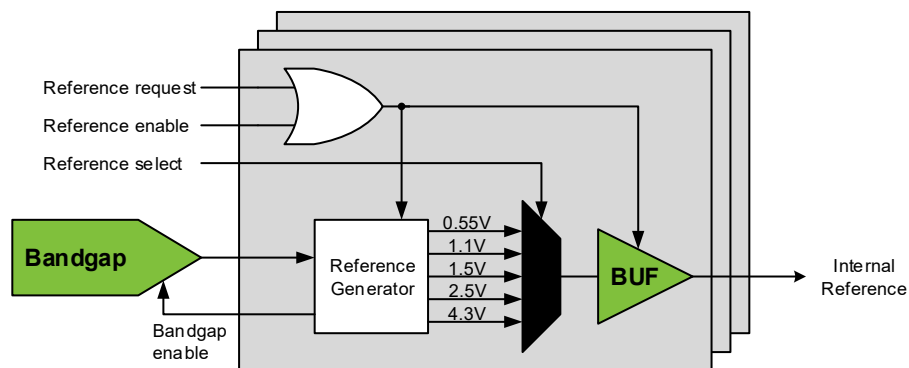 Reference request
Reference enable
Reference select
Bandgap
Reference
Generator
0.55V
1.1V
1.5V
2.5V
4.3V
BUF
Internal
Reference
Bandgap
enable